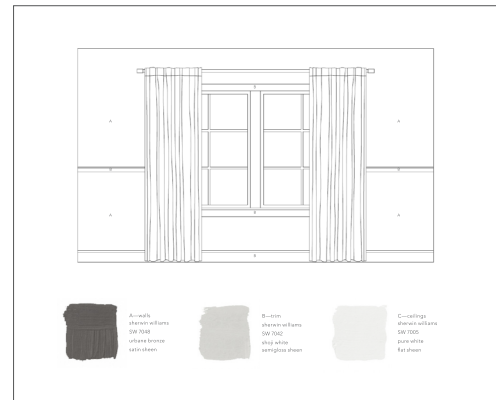 A
A
B
B
B
A
A
B
B
A—walls
sherwin williams
SW 7048
urbane bronze
satin sheen
B—trim
sherwin williams
SW 7042
shoji white
semigloss sheen
C—ceilings
sherwin williams
SW 7005
pure white
flat sheen